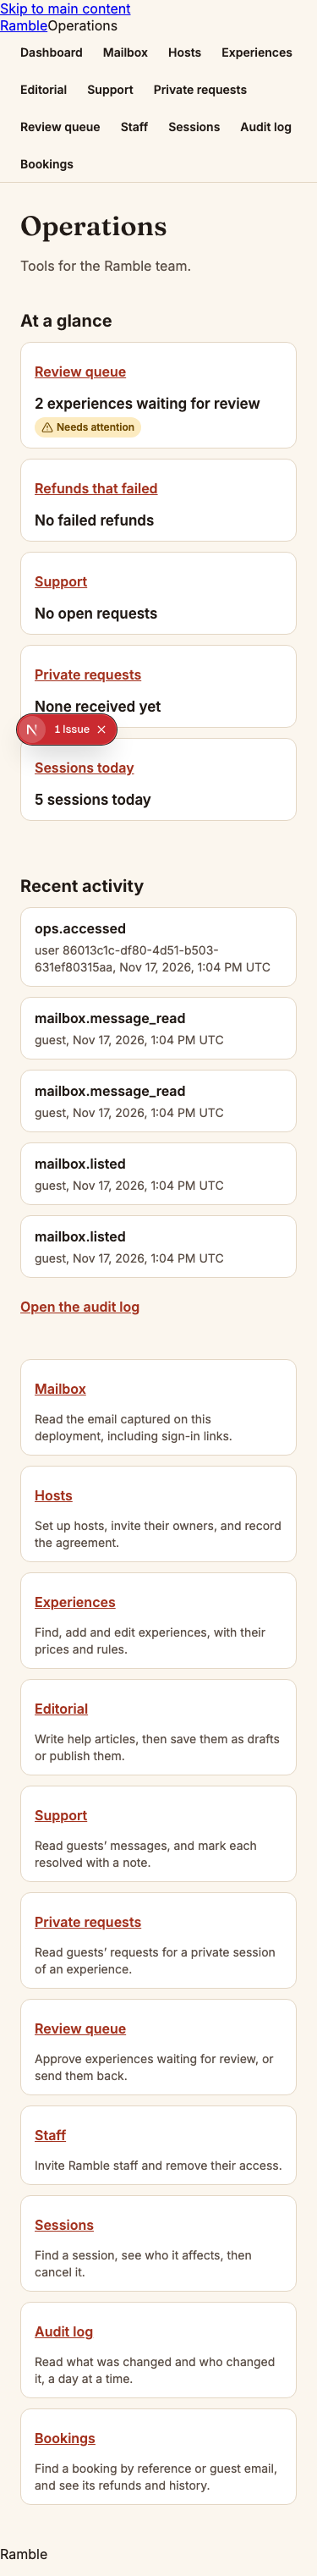 Skip to main content
RambleOperations
Dashboard Mailbox Hosts Experiences
Editorial Support Private requests
Review queue Staff Sessions Audit log
Bookings
Operations
Tools for the Ramble team.
At a glance
Review queue
2 experiences waiting for review
Needs attention
Refunds that failed
No failed refunds
Support
No open requests
Private requests
None received yet
N 1 Issue
Sessions today
5 sessions today
Recent activity
ops.accessed
user 86013c1c-df80-4d51-b503-
631ef80315aa, Nov 17, 2026, 1:04 PM UTC
mailbox.message_read
guest, Nov 17, 2026, 1:04 PM UTC
mailbox.message_read
guest, Nov 17, 2026, 1:04 PM UTC
mailbox.listed
guest, Nov 17, 2026, 1:04 PM UTC
mailbox.listed
guest, Nov 17, 2026, 1:04 PM UTC
Open the audit log
Mailbox
Read the email captured on this
deployment, including sign-in links.
Hosts
Set up hosts, invite their owners, and record
the agreement.
Experiences
Find, add and edit experiences, with their
prices and rules.
Editorial
Write help articles, then save them as drafts
or publish them.
Support
Read guests’ messages, and mark each
resolved with a note.
Private requests
Read guests’ requests for a private session
of an experience.
Review queue
Approve experiences waiting for review, or
send them back.
Staff
Invite Ramble staff and remove their access.
Sessions
Find a session, see who it affects, then
cancel it.
Audit log
Read what was changed and who changed
it, a day at a time.
Bookings
Find a booking by reference or guest email,
and see its refunds and history.
Ramble